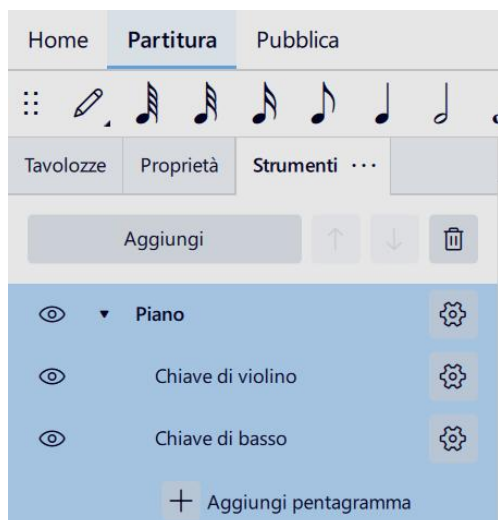 Home Partitura Pubblica
Tavolozze Proprietà Strumenti ···
Aggiungi
Piano
Chiave di violino
Chiave di basso
Aggiungi pentagramma